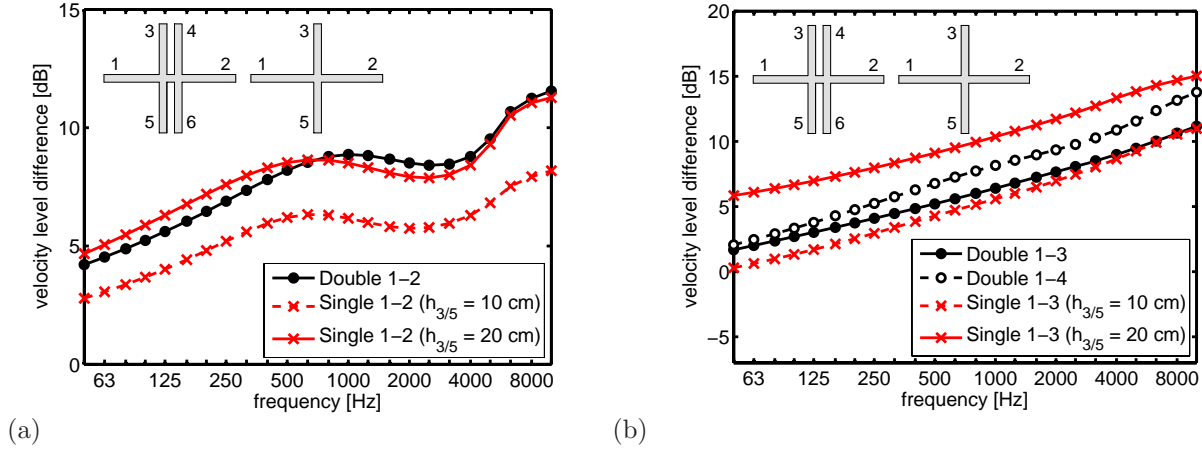 20
15
10
5
0
velocity level difference [dB]
3 4
1 2
5 6
3
1 2
5
Double 1−2
Single 1−2 (h3/5 = 10 cm)
Single 1−2 (h3/5 = 20 cm)
63 125 250 500 1000 2000 4000 8000
frequency [Hz]
(a)
20
15
10
5
0
−5
velocity level difference [dB]
3 4
1 2
5 6
3
1 2
5
Double 1−3
Double 1−4
Single 1−3 (h3/5 = 10 cm)
Single 1−3 (h3/5 = 20 cm)
63 125 250 500 1000 2000 4000 8000
frequency [Hz]
(b)